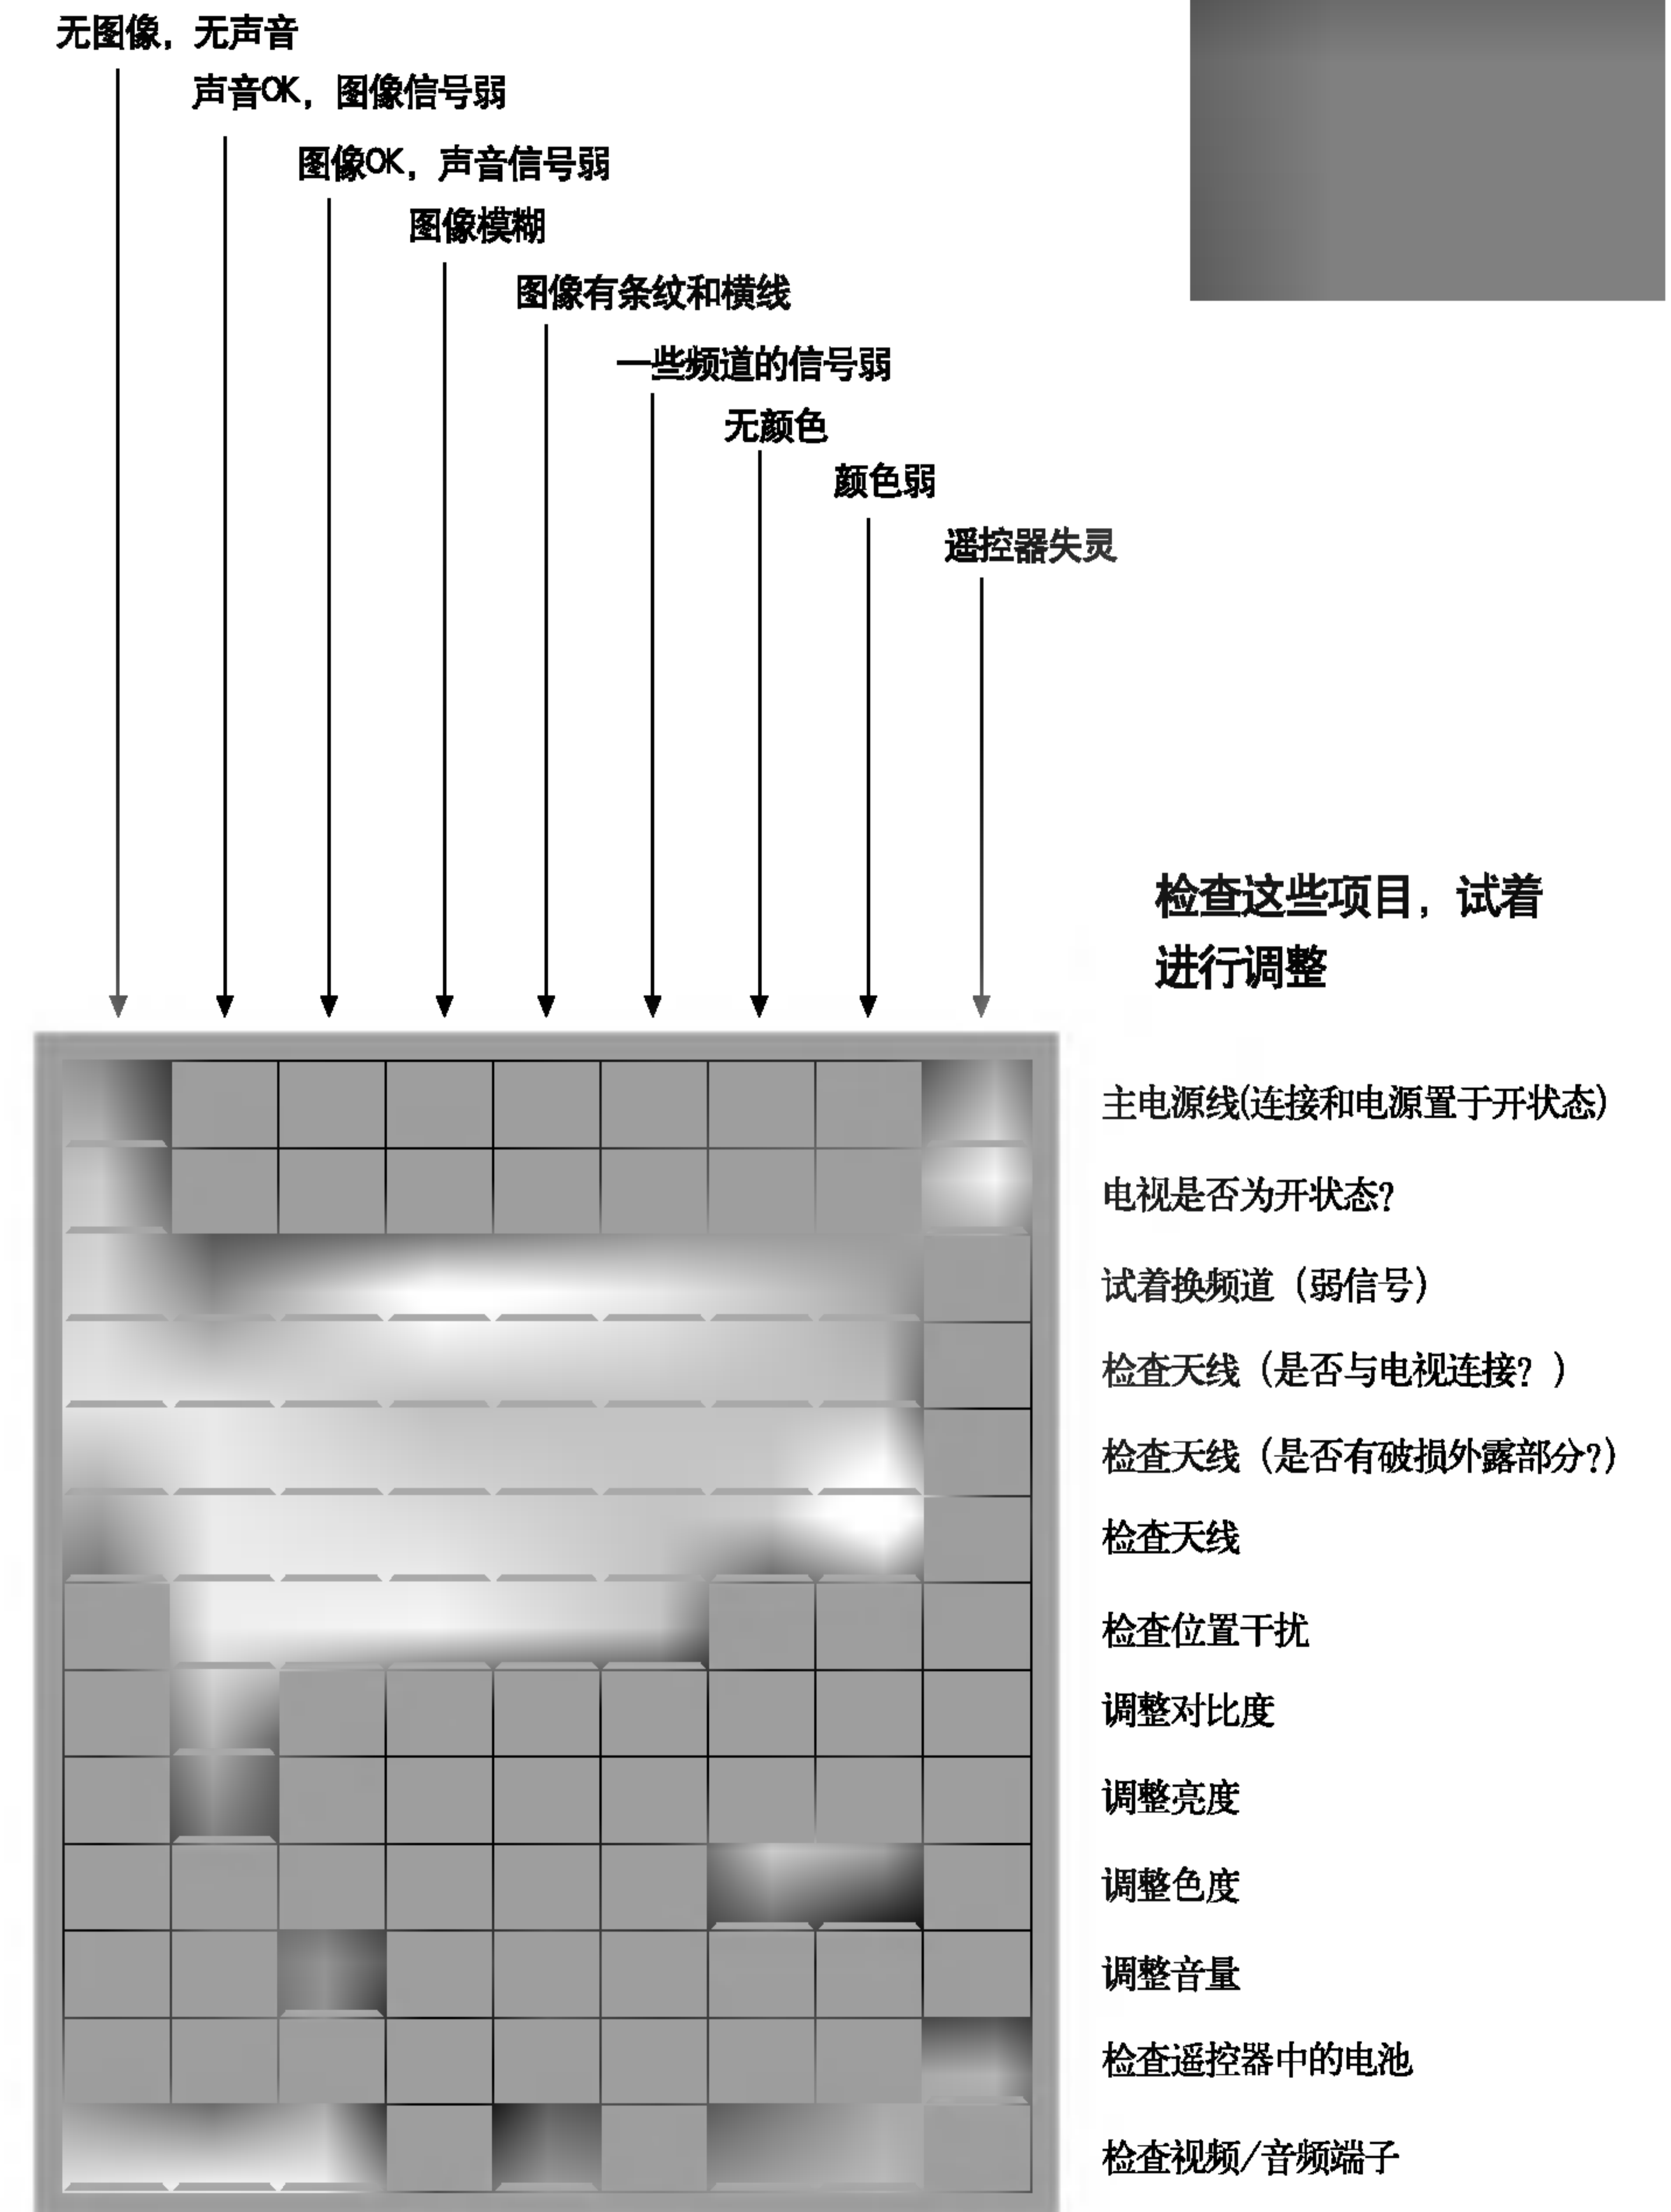 无图像，无声音
声音OK，图像信号弱
图像OK，声音信号弱
图像模糊
图像有条纹和横线
一些频道的信号弱
无颜色
颜色弱
遥控器失灵
检查这些项目，试着
进行调整
主电源线(连接和电源置于开状态)
电视是否为开状态?
试着换频道（弱信号）
检查天线（是否与电视连接？）
检查天线（是否有破损外露部分?）
检查天线
检查位置干扰
调整对比度
调整亮度
调整色度
调整音量
检查遥控器中的电池
检查视频/音频端子